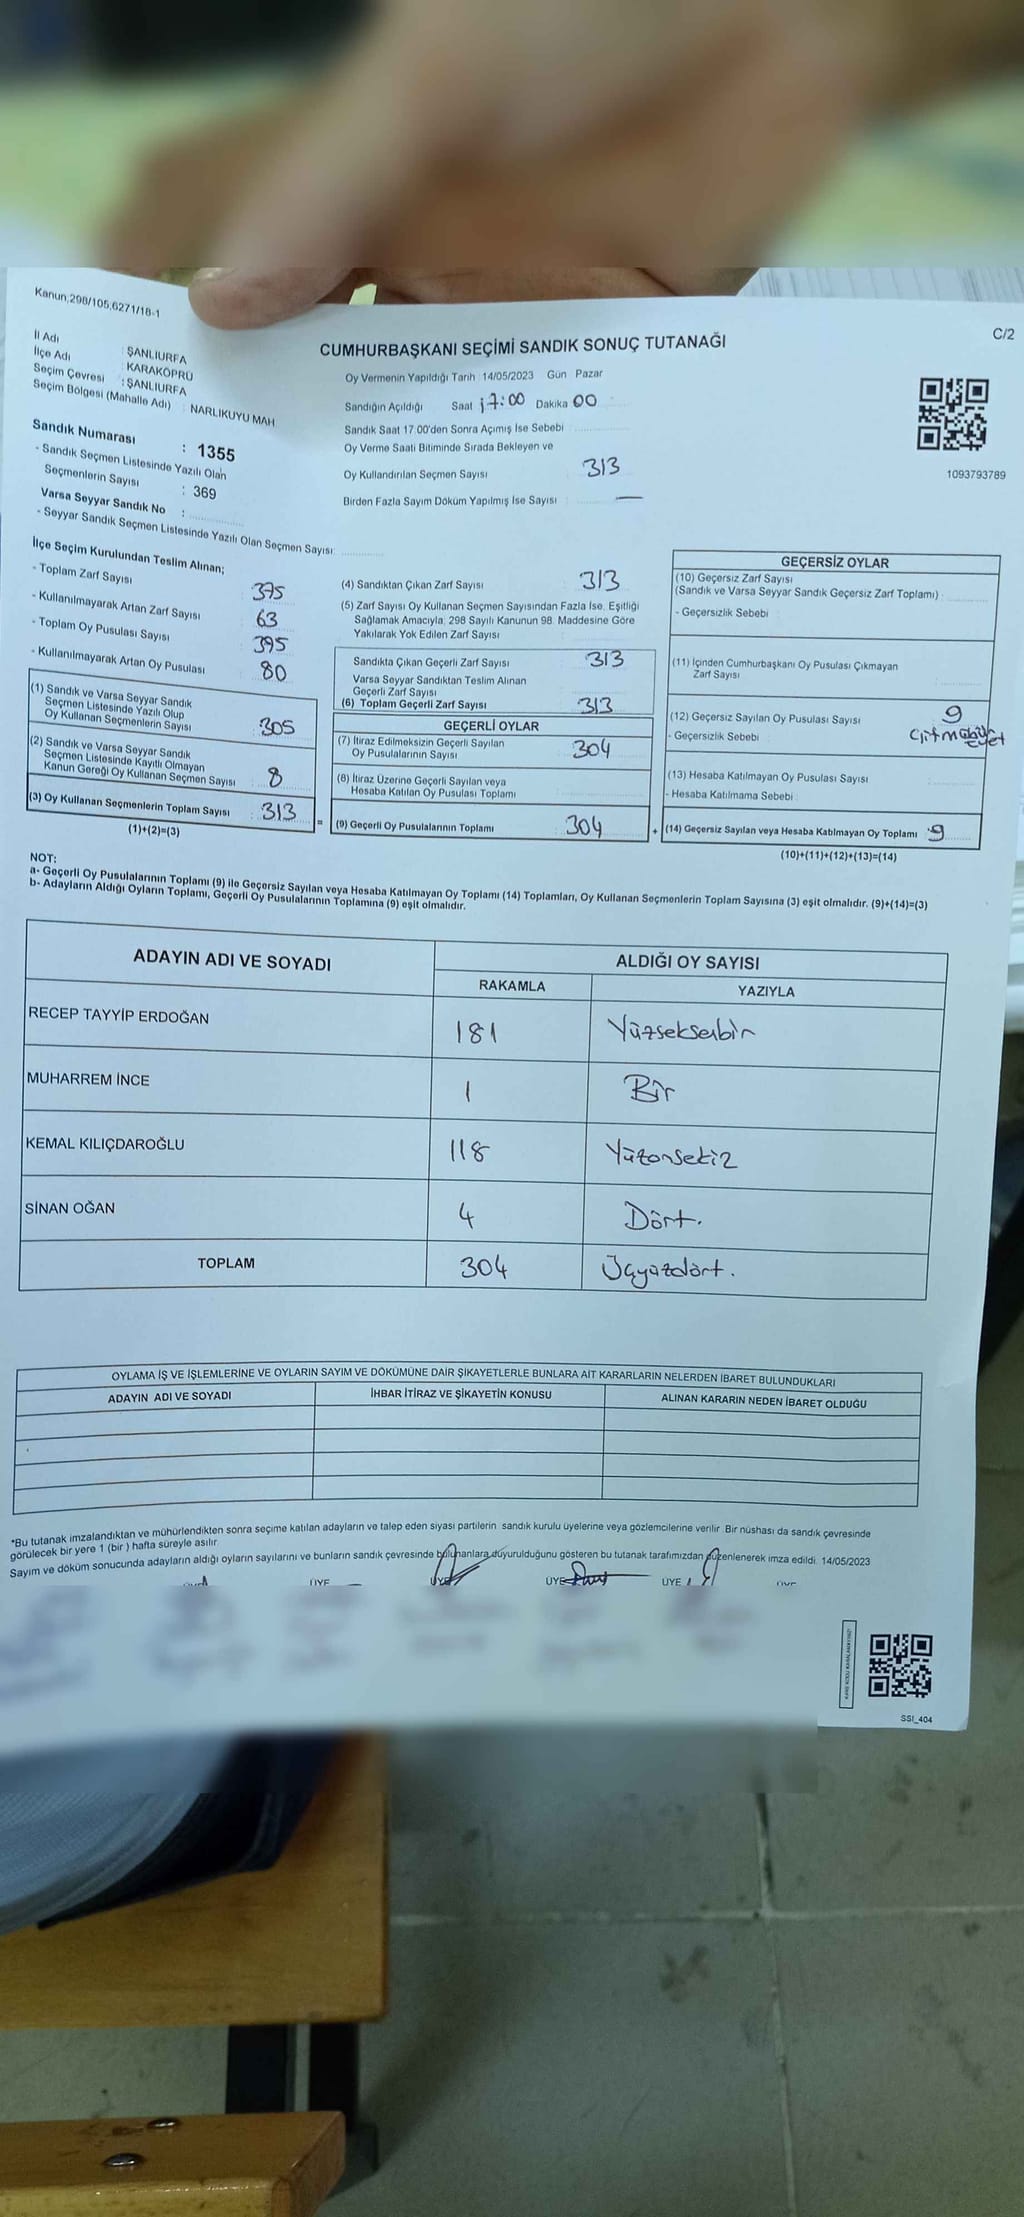 Kanun;298/105,6271/18-1
C/2
CUMHURBAŞKANI SEÇİMİ SANDIK SONUÇ TUTANAĞI
İl Adı : ŞANLIURFA
İlçe Adı : KARAKÖPRÜ
Seçim Çevresi : ŞANLIURFA
Seçim Bölgesi (Mahalle Adı) : NARLIKUYU MAH
Sandık Numarası : 1355
- Sandık Seçmen Listesinde Yazılı Olan
Seçmenlerin Sayısı : 369
Varsa Seyyar Sandık No :
- Seyyar Sandık Seçmen Listesinde Yazılı Olan Seçmen Sayısı:
Oy Vermenin Yapıldığı Tarih : 14/05/2023 Gün Pazar
Sandığın Açıldığı Saat 17:00 Dakika 00
Sandık Saat 17:00'den Sonra Açımış İse Sebebi
Oy Verme Saati Bitiminde Sırada Bekleyen ve
Oy Kullandırılan Seçmen Sayısı 313
Birden Fazla Sayım Döküm Yapılmış İse Sayısı : —
1093793789
İlçe Seçim Kurulundan Teslim Alınan;
- Toplam Zarf Sayısı 375
- Kullanılmayarak Artan Zarf Sayısı 63
- Toplam Oy Pusulası Sayısı 395
- Kullanılmayarak Artan Oy Pusulası 80
(1) Sandık ve Varsa Seyyar Sandık
Seçmen Listesinde Yazılı Olup
Oy Kullanan Seçmenlerin Sayısı 305
(2) Sandık ve Varsa Seyyar Sandık
Seçmen Listesinde Kayıtlı Olmayan
Kanun Gereği Oy Kullanan Seçmen Sayısı 8
(3) Oy Kullanan Seçmenlerin Toplam Sayısı 313
(1)+(2)=(3)
(4) Sandıktan Çıkan Zarf Sayısı 313
(5) Zarf Sayısı Oy Kullanan Seçmen Sayısından Fazla İse, Eşitliği
Sağlamak Amacıyla, 298 Sayılı Kanunun 98. Maddesine Göre
Yakılarak Yok Edilen Zarf Sayısı
Sandıkta Çıkan Geçerli Zarf Sayısı 313
Varsa Seyyar Sandıktan Teslim Alınan
Geçerli Zarf Sayısı
(6) Toplam Geçerli Zarf Sayısı 313
GEÇERLİ OYLAR
(7) İtiraz Edilmeksizin Geçerli Sayılan
Oy Pusulalarının Sayısı 304
(8) İtiraz Üzerine Geçerli Sayılan veya
Hesaba Katılan Oy Pusulası Toplamı
= (9) Geçerli Oy Pusulalarının Toplamı 304
GEÇERSİZ OYLAR
(10) Geçersiz Zarf Sayısı
(Sandık ve Varsa Seyyar Sandık Geçersiz Zarf Toplamı) :
- Geçersizlik Sebebi :
(11) İçinden Cumhurbaşkanı Oy Pusulası Çıkmayan
Zarf Sayısı
(12) Geçersiz Sayılan Oy Pusulası Sayısı : 9
- Geçersizlik Sebebi :
(13) Hesaba Katılmayan Oy Pusulası Sayısı
- Hesaba Katılmama Sebebi
+ (14) Geçersiz Sayılan veya Hesaba Katılmayan Oy Toplamı : 9
(10)+(11)+(12)+(13)=(14)
NOT:
a- Geçerli Oy Pusulalarının Toplamı (9) ile Geçersiz Sayılan veya Hesaba Katılmayan Oy Toplamı (14) Toplamları, Oy Kullanan Seçmenlerin Toplam Sayısına (3) eşit olmalıdır. (9)+(14)=(3)
b- Adayların Aldığı Oyların Toplamı, Geçerli Oy Pusulalarının Toplamına (9) eşit olmalıdır.
ADAYIN ADI VE SOYADI ALDIĞI OY SAYISI
RAKAMLA YAZIYLA
RECEP TAYYİP ERDOĞAN 181 Yüzseksenbir
MUHARREM İNCE 1 Bir
KEMAL KILIÇDAROĞLU 118 Yüzonsekiz
SİNAN OĞAN 4 Dört.
TOPLAM 304 Üçyüzdört.
OYLAMA İŞ VE İŞLEMLERİNE VE OYLARIN SAYIM VE DÖKÜMÜNE DAİR ŞİKAYETLERLE BUNLARA AİT KARARLARIN NELERDEN İBARET BULUNDUKLARI
ADAYIN ADI VE SOYADI İHBAR İTİRAZ VE ŞİKAYETİN KONUSU ALINAN KARARIN NEDEN İBARET OLDUĞU
*Bu tutanak imzalandıktan ve mühürlendikten sonra seçime katılan adayların ve talep eden siyasi partilerin sandık kurulu üyelerine veya gözlemcilerine verilir. Bir nüshası da sandık çevresinde
görülecek bir yere 1 (bir ) hafta süreyle asılır.
Sayım ve döküm sonucunda adayların aldığı oyların sayılarını ve bunların sandık çevresinde bulunanlara duyurulduğunu gösteren bu tutanak tarafımızdan düzenlenerek imza edildi. 14/05/2023
ÜYE ÜYE ÜYE ÜYE ÜYE
SSI_404